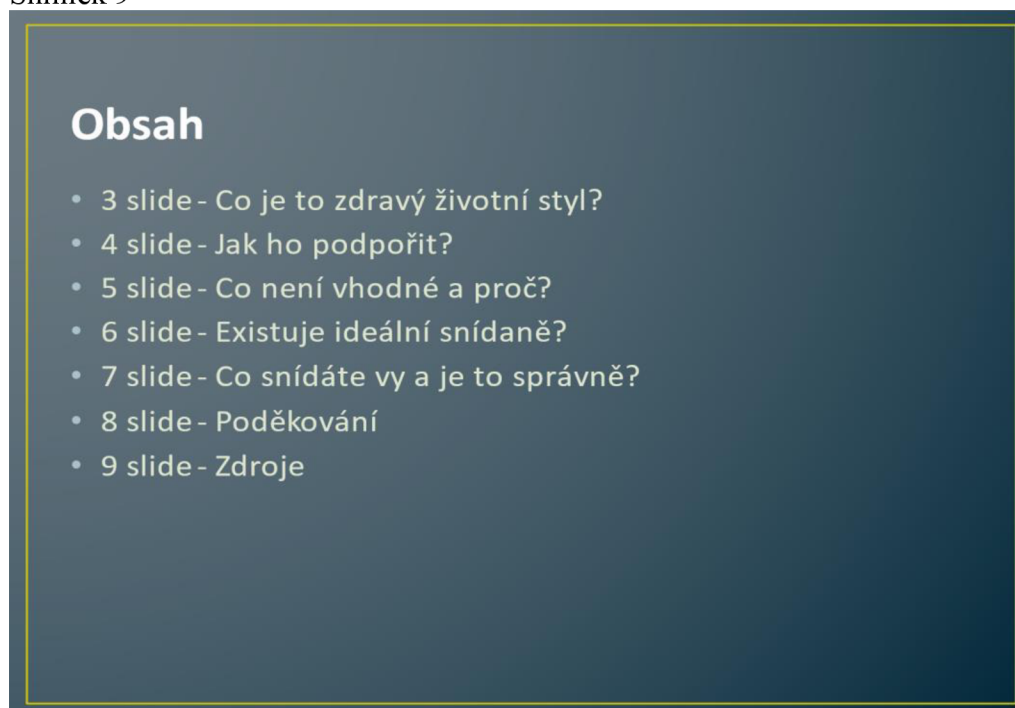 Obsah
• 3 slide - Co je to zdravý životní styl?
• 4 slide - Jak ho podpořit?
• 5 slide - Co není vhodné a proč?
• 6 slide - Existuje ideální snídaně?
• 7 slide - Co snídáte vy a je to správně?
• 8 slide - Poděkování
• 9 slide - Zdroje